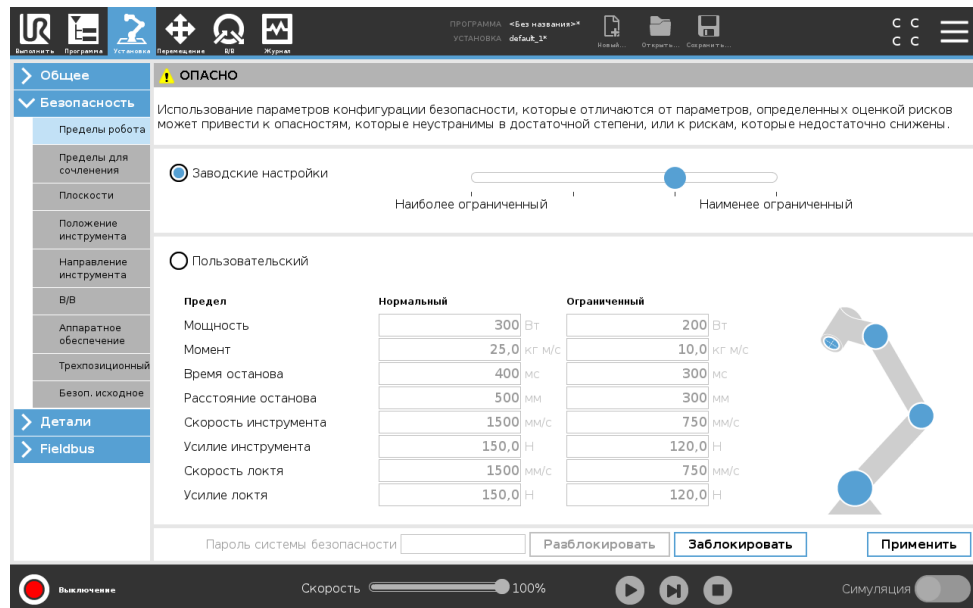 ПРОГРАММА <Без названия>*
УСТАНОВКА default_1*
C C
C C
Выполнить Программа Установка Перемещение В/В Журнал
Новый... Открыть... Сохранить...
Общее
Безопасность
Пределы робота
Пределы для
сочленения
Плоскости
Положение
инструмента
Направление
инструмента
В/В
Аппаратное
обеспечение
Трехпозиционный
Безоп. исходное
Детали
Fieldbus
ОПАСНО
Использование параметров конфигурации безопасности, которые отличаются от параметров, определенных оценкой рисков
может привести к опасностям, которые неустранимы в достаточной степени, или к рискам, которые недостаточно снижены.
Заводские настройки
Наиболее ограниченный Наименее ограниченный
Пользовательский
Предел Нормальный Ограниченный
Мощность 300 Вт 200 Вт
Момент 25,0 кг м/с 10,0 кг м/с
Время останова 400 мс 300 мс
Расстояние останова 500 мм 300 мм
Скорость инструмента 1500 мм/с 750 мм/с
Усилие инструмента 150,0 Н 120,0 Н
Скорость локтя 1500 мм/с 750 мм/с
Усилие локтя 150,0 Н 120,0 Н
Пароль системы безопасности Разблокировать Заблокировать Применить
Выключение Скорость 100% Симуляция